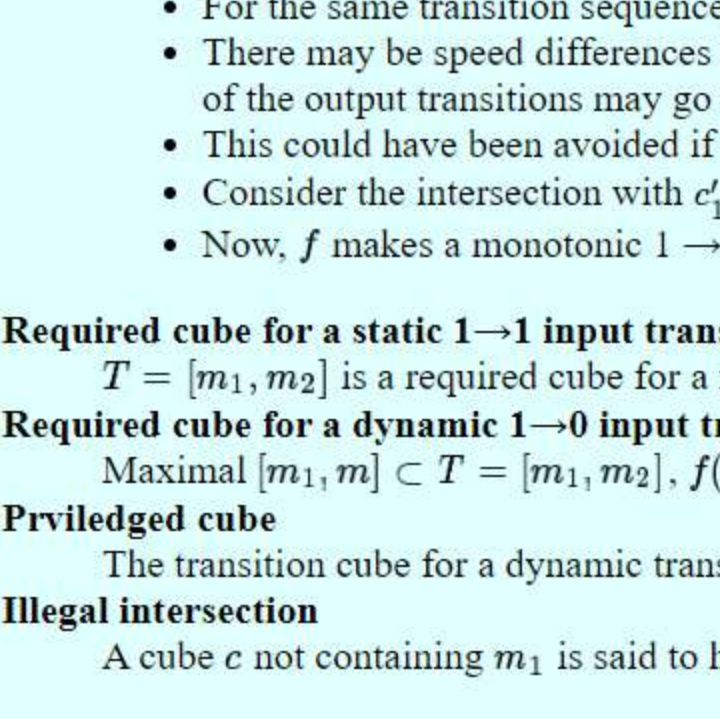 • For the same transition sequence
• There may be speed differences
of the output transitions may go
• This could have been avoided if
• Consider the intersection with c′₁
• Now, f makes a monotonic 1 →
Required cube for a static 1→1 input tran
T = [m₁, m₂] is a required cube for a
Required cube for a dynamic 1→0 input t
Maximal [m₁, m] ⊂ T = [m₁, m₂], f(
Prviledged cube
The transition cube for a dynamic tran
Illegal intersection
A cube c not containing m₁ is said to